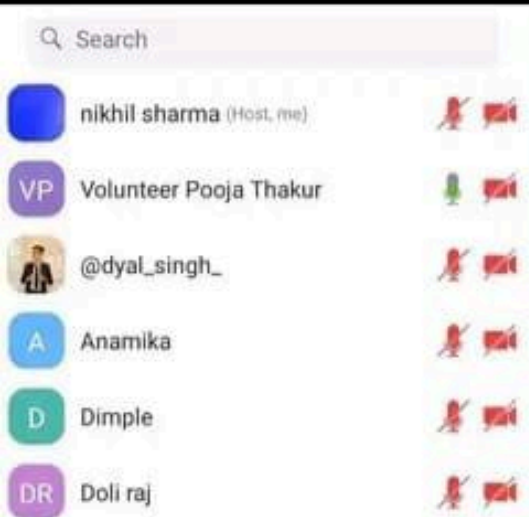 Search
nikhil sharma (Host, me)
VP Volunteer Pooja Thakur
@dyal_singh_
A Anamika
D Dimple
DR Doli raj